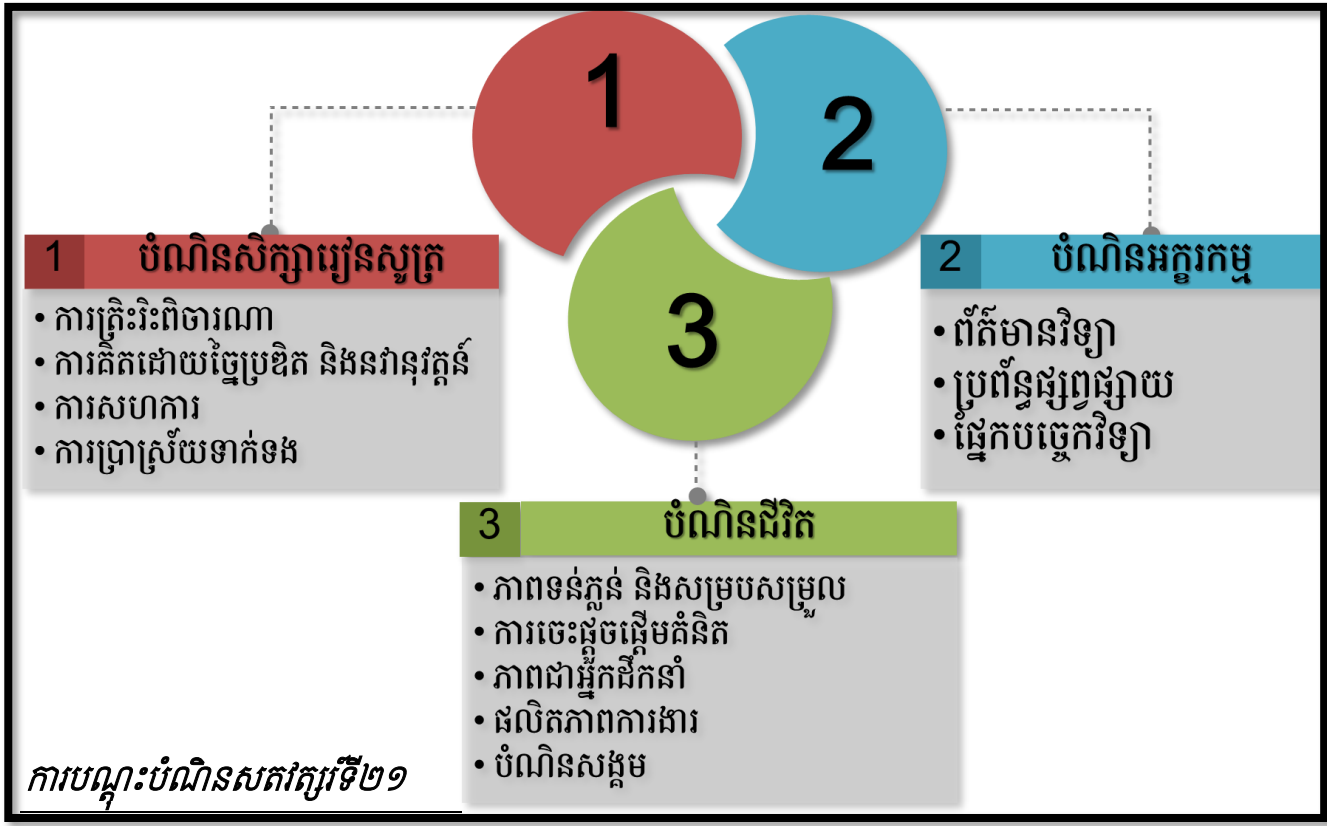 1
2
3
1 បំណិនសិក្សារៀនសូត្រ
• ការត្រិះរិះពិចារណា
• ការគិតដោយច្នៃប្រឌិត និងនវានុវត្តន៍
• ការសហការ
• ការប្រាស្រ័យទាក់ទង
2 បំណិនអក្ខរកម្ម
• ព័ត៌មានវិទ្យា
• ប្រព័ន្ធផ្សព្វផ្សាយ
• ផ្នែកបច្ចេកវិទ្យា
3 បំណិនជីវិត
• ភាពទន់ភ្លន់ និងសម្របសម្រួល
• ការចេះផ្តួចផ្តើមគំនិត
• ភាពជាអ្នកដឹកនាំ
• ផលិតភាពការងារ
• បំណិនសង្គម
ការបណ្តុះបំណិនសតវត្សរ៍ទី២១